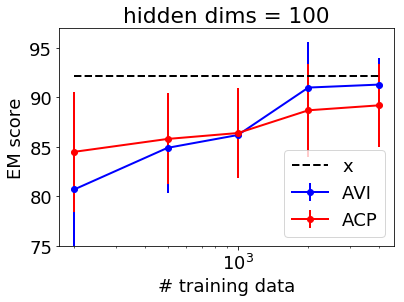 hidden dims = 100
EM score
95
90
85
80
75
x
AVI
ACP
10³
# training data